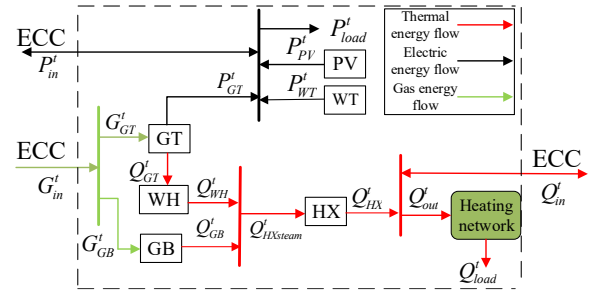 ECC
P_in^t
P_load^t
P_PV^t
PV
P_WT^t
WT
P_GT^t
Thermal
energy flow
Electric
energy flow
Gas energy
flow
ECC
G_in^t
G_GT^t
GT
Q_GT^t
WH
Q_WH^t
G_GB^t
GB
Q_GB^t
Q_HXsteam^t
HX
Q_HX^t
Q_out^t
ECC
Q_in^t
Heating
network
Q_load^t